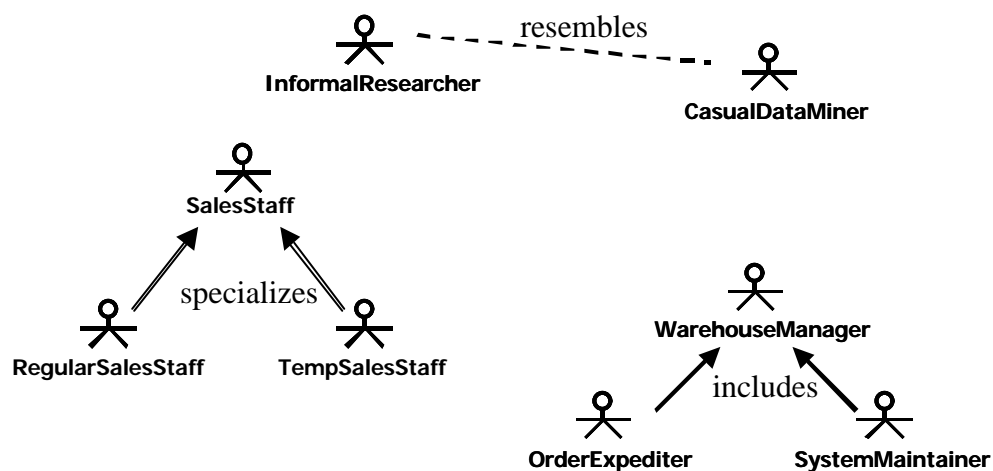 resembles
InformalResearcher
CasualDataMiner
SalesStaff
specializes
RegularSalesStaff
TempSalesStaff
WarehouseManager
includes
OrderExpediter
SystemMaintainer